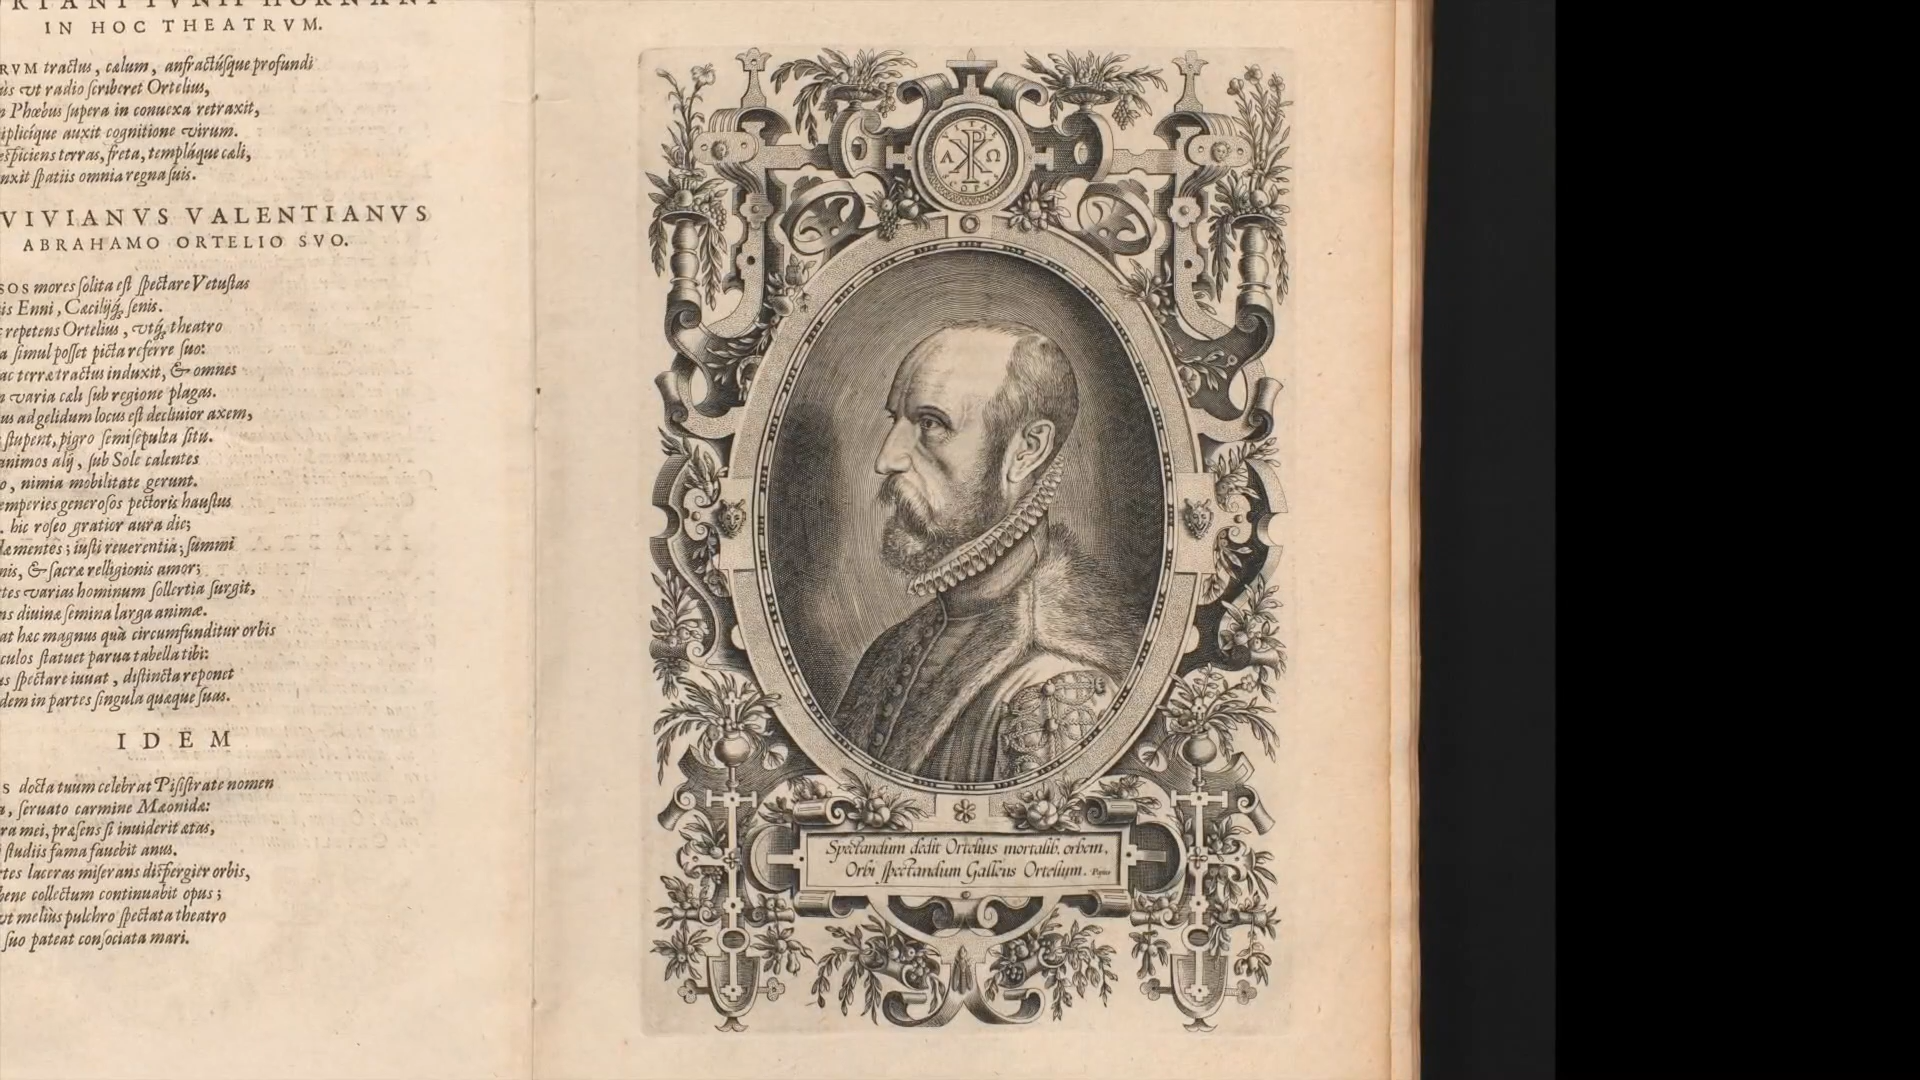 IN HOC THEATRVM.
RVM tractus, cælum, anfractúsque profundi
ùs vt radio scriberet Ortelius,
n Phœbus supera in conuexa retraxit,
iplicíque auxit cognitione virum.
espiciens terras, freta, templáque cæli,
nxit spatiis omnia regna suis.
VIVIANVS VALENTIANVS
ABRAHAMO ORTELIO SVO.
SOS mores solita est spectare Vetustas
is Enni, Cæcilijq́; senis.
repetens Ortelius, vtq́; theatro
a simul posset picta referre suo:
ac terræ tractus induxit, & omnes
n varia cæli sub regione plagas.
us ad gelidum locus est decliuior axem,
stupent, pigro semisepulta situ.
animos alij, sub Sole calentes
o, nimia mobilitate gerunt.
emperies generosos pectoris haustus
. hic roseo gratior aura die;
dæ mentes; iusti reuerentia; summi
nis, & sacræ relligionis amor;
tes varias hominum sollertia surgit,
ns diuinæ semina larga animæ.
at hæc magnus quà circumfunditur orbis
culos statuet parua tabella tibi:
us spectare iuuat, distincta reponet
dem in partes singula quæque suas.
IDEM
S docta tuum celebrat Pisistrate nomen
a, seruato carmine Mæonidæ:
ra mei, præsens si inuiderit ætas,
i studiis fama fauebit anus.
rtes laceras miserans dispergier orbis,
bene collectum continuabit opus;
vt meliùs pulchro spectata theatro
suo pateat consociata mari.
VITAE
Α Ω
SCOPVS
Spectandum dedit Ortelius mortalib. orbem,
Orbi spectandum Galleus Ortelium. Papius